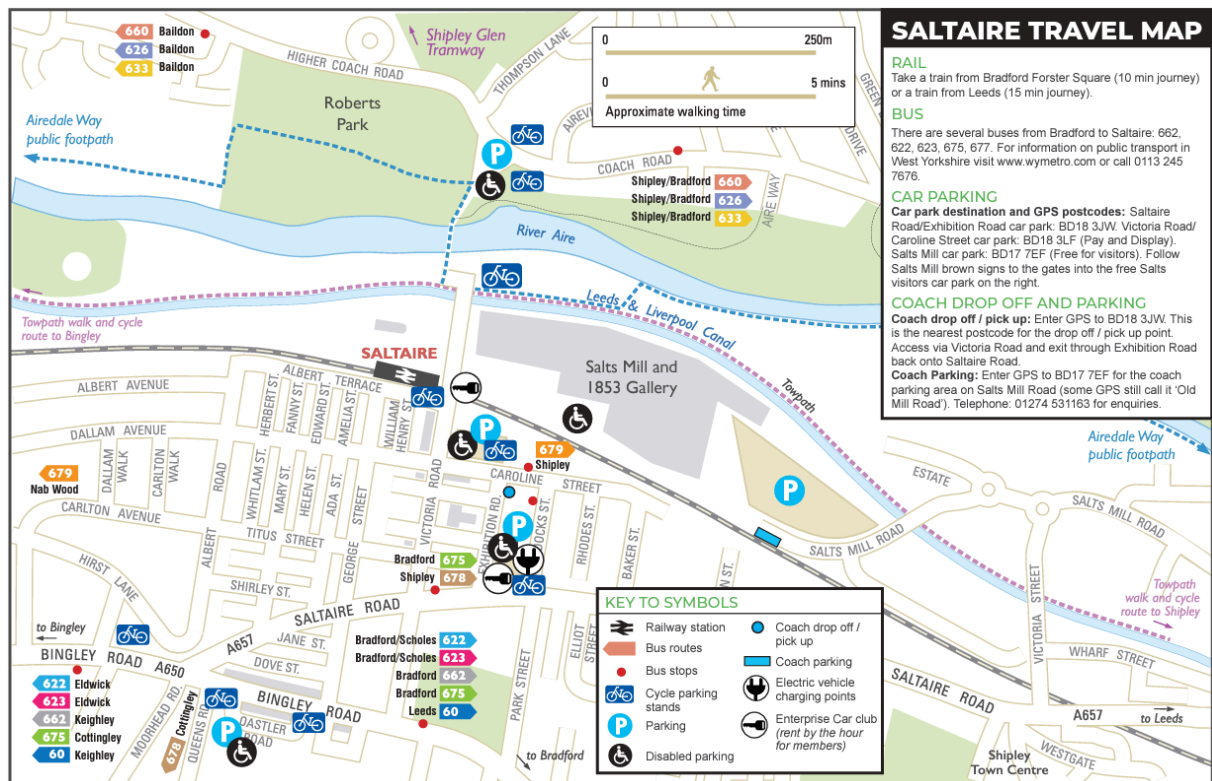 660 Baildon
626 Baildon
633 Baildon
Shipley Glen
Tramway
HIGHER COACH ROAD
THOMPSON LANE
Roberts
Park
Airedale Way
public footpath
0 250m
0 5 mins
Approximate walking time
DRIVE
COACH ROAD
AIRE WAY
Shipley/Bradford 660
Shipley/Bradford 626
Shipley/Bradford 633
River Aire
SALTAIRE TRAVEL MAP
RAIL
Take a train from Bradford Forster Square (10 min journey)
or a train from Leeds (15 min journey).
BUS
There are several buses from Bradford to Saltaire: 662,
622, 623, 675, 677. For information on public transport in
West Yorkshire visit www.wymetro.com or call 0113 245
7676.
CAR PARKING
Car park destination and GPS postcodes: Saltaire
Road/Exhibition Road car park: BD18 3JW. Victoria Road/
Caroline Street car park: BD18 3LF (Pay and Display).
Salts Mill car park: BD17 7EF (Free for visitors). Follow
Salts Mill brown signs to the gates into the free Salts
visitors car park on the right.
COACH DROP OFF AND PARKING
Coach drop off / pick up: Enter GPS to BD18 3JW. This
is the nearest postcode for the drop off / pick up point.
Access via Victoria Road and exit through Exhibition Road
back onto Saltaire Road.
Coach Parking: Enter GPS to BD17 7EF for the coach
parking area on Salts Mill Road (some GPS still call it ‘Old
Mill Road’). Telephone: 01274 531163 for enquiries.
Leeds & Liverpool Canal
Towpath walk and cycle
route to Bingley
SALTAIRE
Salts Mill and
1853 Gallery
Towpath
Airedale Way
public footpath
ALBERT AVENUE
ALBERT TERRACE
HERBERT ST.
FANNY ST.
EDWARD ST.
AMELIA ST.
WILLIAM
HENRY ST.
DALLAM AVENUE
DALLAM
WALK
CARLTON
WALK
679
Nab Wood
CARLTON AVENUE
ALBERT
ROAD
WHITLAM ST.
MARY ST.
HELEN ST.
ADA ST.
GEORGE
STREET
VICTORIA ROAD
TITUS STREET
P
679
Shipley
CAROLINE STREET
EXHIBITION RD.
P
RHODES ST.
BAKER ST.
P
P
ESTATE
SALTS MILL ROAD
SALTS MILL ROAD
VICTORIA STREET
Towpath
walk and cycle
route to Shipley
WHARF STREET
HIRST LANE
SHIRLEY ST.
SALTAIRE ROAD
A657
JANE ST.
DOVE ST.
Bradford 675
Shipley 678
ELLIOT
STREET
PARK STREET
to Bingley
BINGLEY ROAD A650
BINGLEY ROAD
622 Eldwick
623 Eldwick
662 Keighley
675 Cottingley
60 Keighley
MOORHEAD RD.
QUEENS RD.
678 Cottingley
P
OASTLER
ROAD
Bradford/Scholes 622
Bradford/Scholes 623
Bradford 662
Bradford 675
Leeds 60
to Bradford
KEY TO SYMBOLS
Railway station
Bus routes
Bus stops
Cycle parking
stands
P Parking
Disabled parking
Coach drop off /
pick up
Coach parking
Electric vehicle
charging points
Enterprise Car club
(rent by the hour
for members)
SALTAIRE ROAD
A657
to Leeds
WESTGATE
Shipley
Town Centre